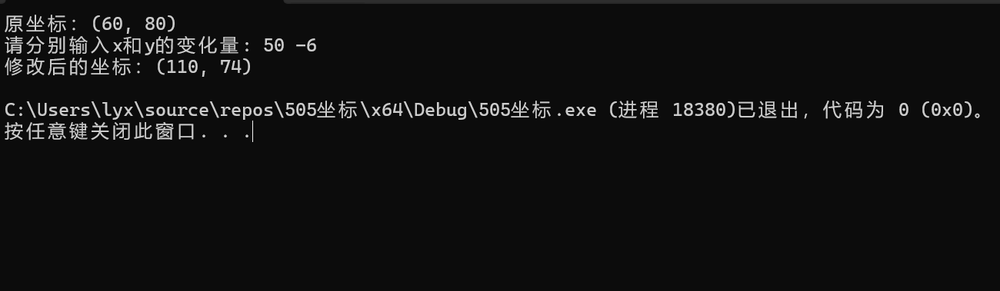 原坐标: (60, 80)
请分别输入x和y的变化量: 50 -6
修改后的坐标: (110, 74)
C:\Users\lyx\source\repos\505坐标\x64\Debug\505坐标.exe (进程 18380)已退出，代码为 0 (0x0)。
按任意键关闭此窗口. . .